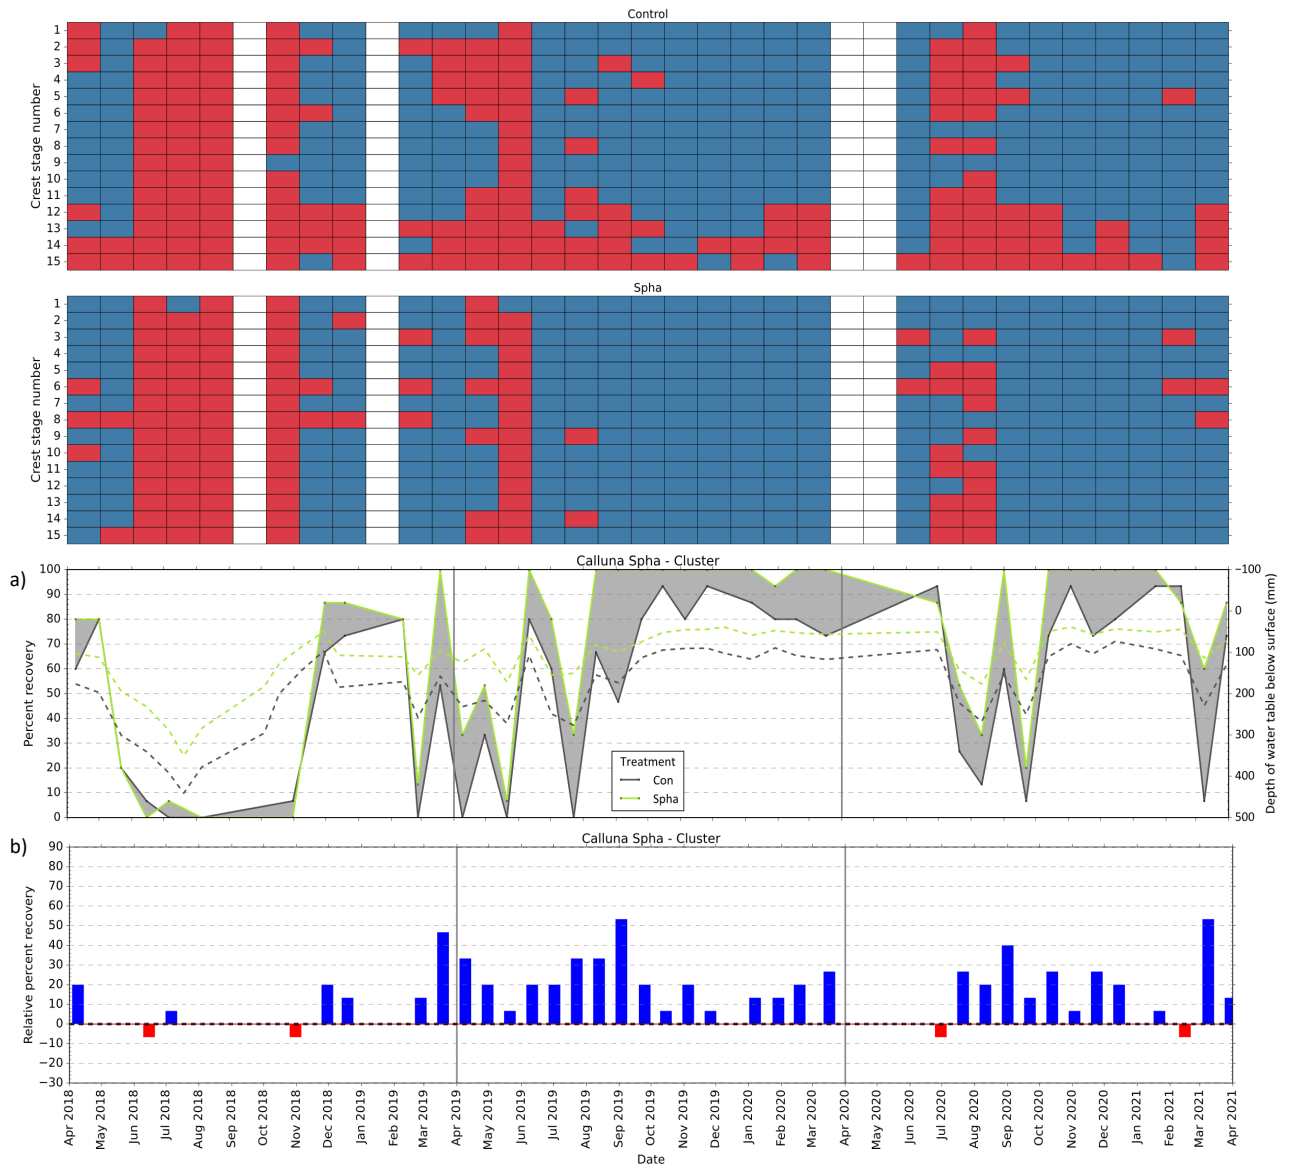 Control
Crest stage number
1
2
3
4
5
6
7
8
9
10
11
12
13
14
15
Spha
Crest stage number
1
2
3
4
5
6
7
8
9
10
11
12
13
14
15
a)
Calluna Spha - Cluster
Percent recovery
100
90
80
70
60
50
40
30
20
10
0
Treatment
Con
Spha
−100
0
100
200
300
400
500
Depth of water table below surface (mm)
b)
Calluna Spha - Cluster
Relative percent recovery
90
80
70
60
50
40
30
20
10
0
−10
−20
−30
Apr 2018
May 2018
Jun 2018
Jul 2018
Aug 2018
Sep 2018
Oct 2018
Nov 2018
Dec 2018
Jan 2019
Feb 2019
Mar 2019
Apr 2019
May 2019
Jun 2019
Jul 2019
Aug 2019
Sep 2019
Oct 2019
Nov 2019
Dec 2019
Jan 2020
Feb 2020
Mar 2020
Apr 2020
May 2020
Jun 2020
Jul 2020
Aug 2020
Sep 2020
Oct 2020
Nov 2020
Dec 2020
Jan 2021
Feb 2021
Mar 2021
Apr 2021
Date